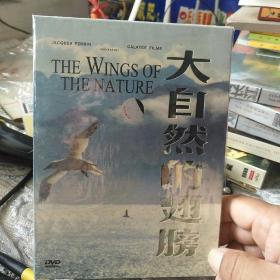 JACQUES PERRIN
GALATEE FILMS
THE WINGS OF
THE NATURE
大自然的翅膀
DVD